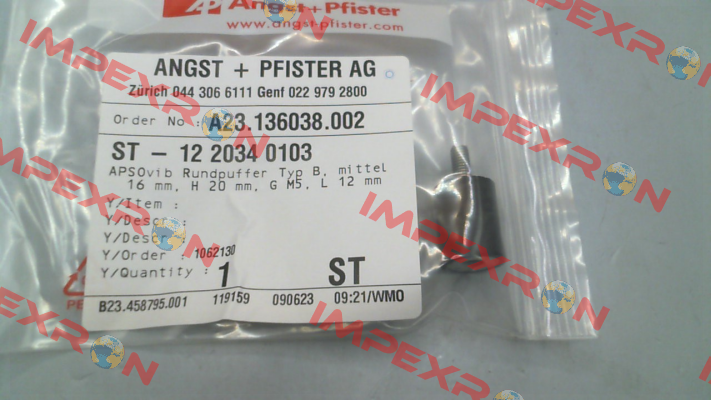 Angst+Pfister
www.angst-pfister.com
ANGST + PFISTER AG
Zürich 044 306 6111 Genf 022 979 2800
Order No : A23.136038.002
ST – 12 2034 0103
APSOvib Rundpuffer Typ B, mittel
16 mm, H 20 mm, G M5, L 12 mm
Y/Item :
Y/Descr :
Y/Descr :
Y/Order : 1062130
Y/Quantity : 1 ST
B23.458795.001 119159 090623 09:21/WMO
PE
IMPEXRON
IMPEXRON
IMPEXRON
IMPEXRON
IMPEXRON
IMPEXRON